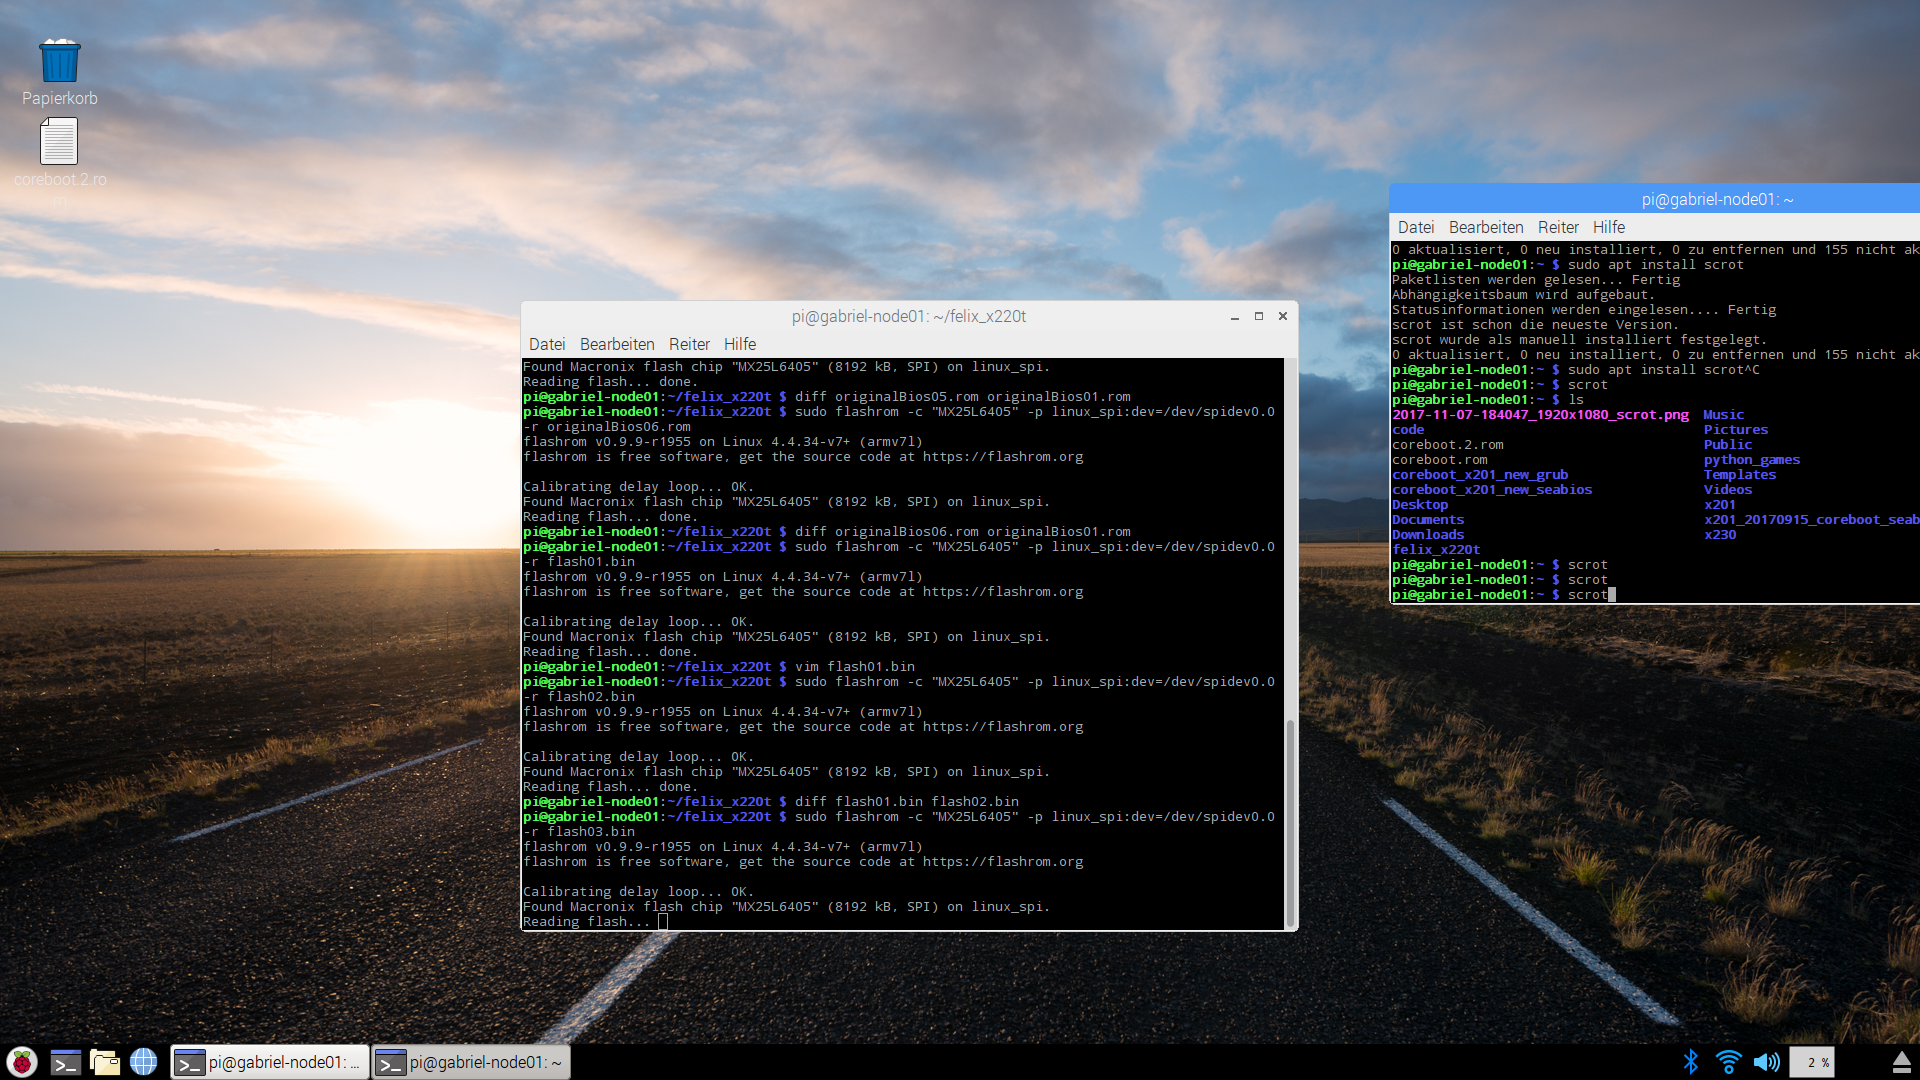 Papierkorb
coreboot.2.ro
pi@gabriel-node01: ~/felix_x220t
Datei Bearbeiten Reiter Hilfe
Found Macronix flash chip "MX25L6405" (8192 kB, SPI) on linux_spi.
Reading flash... done.
pi@gabriel-node01:~/felix_x220t $ diff originalBios05.rom originalBios01.rom
pi@gabriel-node01:~/felix_x220t $ sudo flashrom -c "MX25L6405" -p linux_spi:dev=/dev/spidev0.0
-r originalBios06.rom
flashrom v0.9.9-r1955 on Linux 4.4.34-v7+ (armv7l)
flashrom is free software, get the source code at https://flashrom.org
Calibrating delay loop... OK.
Found Macronix flash chip "MX25L6405" (8192 kB, SPI) on linux_spi.
Reading flash... done.
pi@gabriel-node01:~/felix_x220t $ diff originalBios06.rom originalBios01.rom
pi@gabriel-node01:~/felix_x220t $ sudo flashrom -c "MX25L6405" -p linux_spi:dev=/dev/spidev0.0
-r flash01.bin
flashrom v0.9.9-r1955 on Linux 4.4.34-v7+ (armv7l)
flashrom is free software, get the source code at https://flashrom.org
Calibrating delay loop... OK.
Found Macronix flash chip "MX25L6405" (8192 kB, SPI) on linux_spi.
Reading flash... done.
pi@gabriel-node01:~/felix_x220t $ vim flash01.bin
pi@gabriel-node01:~/felix_x220t $ sudo flashrom -c "MX25L6405" -p linux_spi:dev=/dev/spidev0.0
-r flash02.bin
flashrom v0.9.9-r1955 on Linux 4.4.34-v7+ (armv7l)
flashrom is free software, get the source code at https://flashrom.org
Calibrating delay loop... OK.
Found Macronix flash chip "MX25L6405" (8192 kB, SPI) on linux_spi.
Reading flash... done.
pi@gabriel-node01:~/felix_x220t $ diff flash01.bin flash02.bin
pi@gabriel-node01:~/felix_x220t $ sudo flashrom -c "MX25L6405" -p linux_spi:dev=/dev/spidev0.0
-r flash03.bin
flashrom v0.9.9-r1955 on Linux 4.4.34-v7+ (armv7l)
flashrom is free software, get the source code at https://flashrom.org
Calibrating delay loop... OK.
Found Macronix flash chip "MX25L6405" (8192 kB, SPI) on linux_spi.
Reading flash...
pi@gabriel-node01: ~
Datei Bearbeiten Reiter Hilfe
0 aktualisiert, 0 neu installiert, 0 zu entfernen und 155 nicht ak
pi@gabriel-node01:~ $ sudo apt install scrot
Paketlisten werden gelesen... Fertig
Abhängigkeitsbaum wird aufgebaut.
Statusinformationen werden eingelesen.... Fertig
scrot ist schon die neueste Version.
scrot wurde als manuell installiert festgelegt.
0 aktualisiert, 0 neu installiert, 0 zu entfernen und 155 nicht ak
pi@gabriel-node01:~ $ sudo apt install scrot^C
pi@gabriel-node01:~ $ scrot
pi@gabriel-node01:~ $ ls
2017-11-07-184047_1920x1080_scrot.png Music
code Pictures
coreboot.2.rom Public
coreboot.rom python_games
coreboot_x201_new_grub Templates
coreboot_x201_new_seabios Videos
Desktop x201
Documents x201_20170915_coreboot_seab
Downloads x230
felix_x220t
pi@gabriel-node01:~ $ scrot
pi@gabriel-node01:~ $ scrot
pi@gabriel-node01:~ $ scrot
pi@gabriel-node01: ...
pi@gabriel-node01: ~
2 %